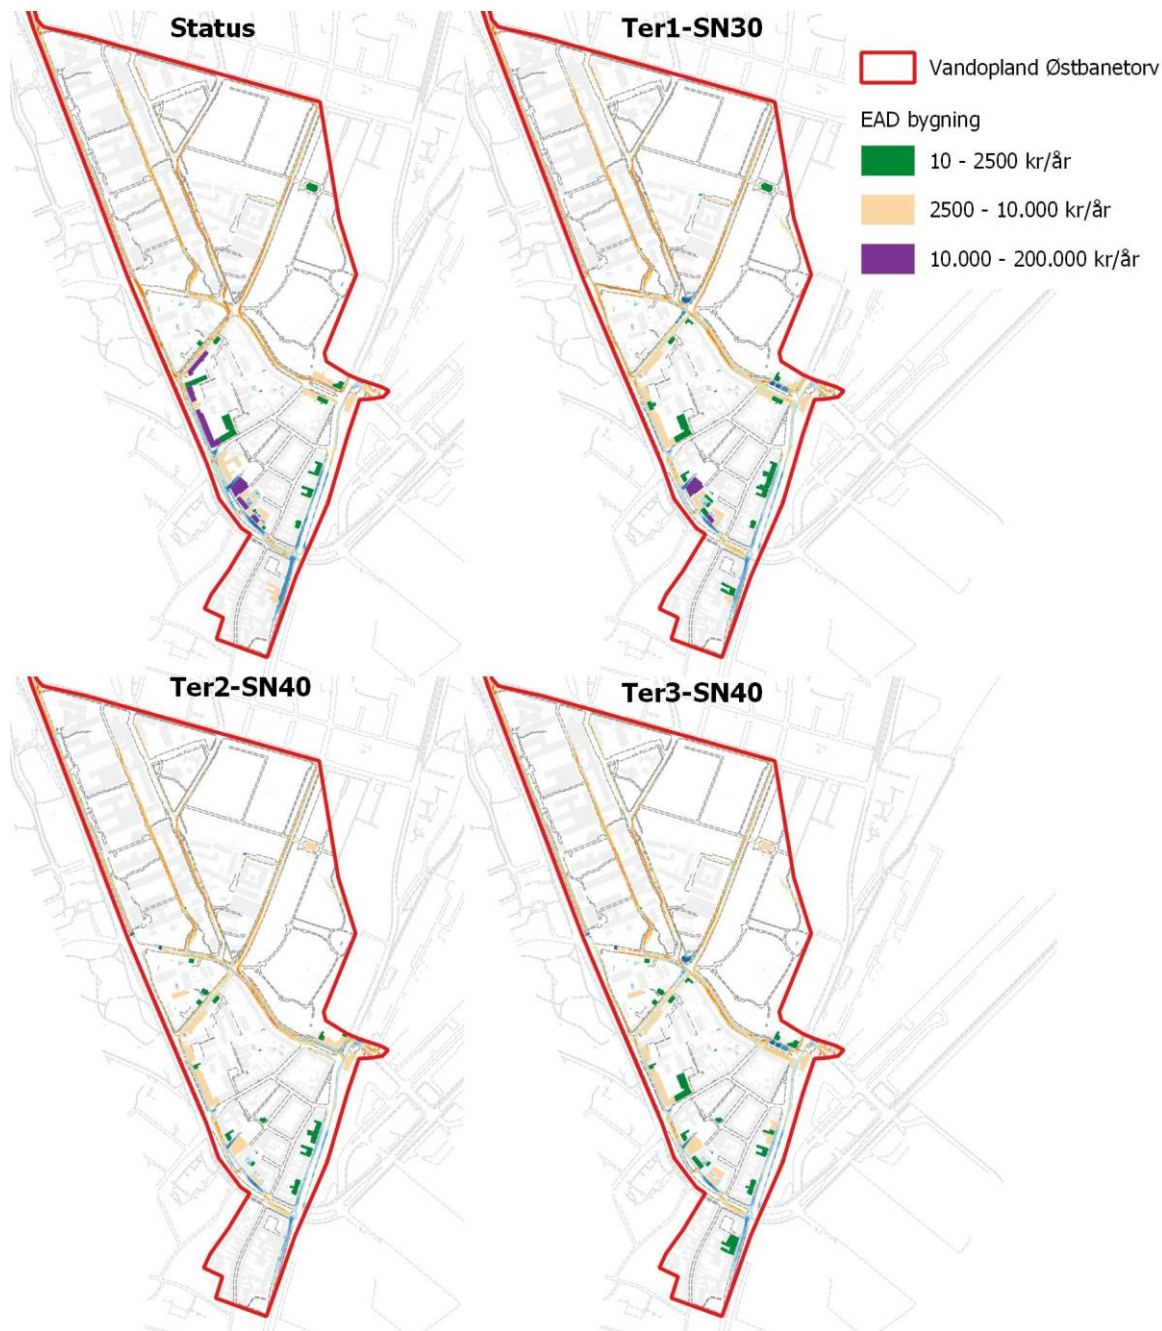 Status
Ter1-SN30
Vandopland Østbanetorv
EAD bygning
10 - 2500 kr/år
2500 - 10.000 kr/år
10.000 - 200.000 kr/år
Ter2-SN40
Ter3-SN40